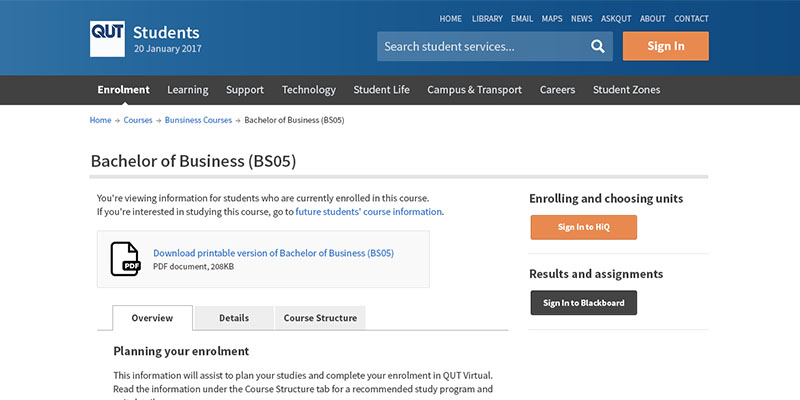 HOME LIBRARY EMAIL MAPS NEWS ASKQUT ABOUT CONTACT
QUT Students
20 January 2017
Search student services...
Sign In
Enrolment Learning Support Technology Student Life Campus & Transport Careers Student Zones
Home → Courses → Bunsiness Courses → Bachelor of Business (BS05)
Bachelor of Business (BS05)
You're viewing information for students who are currently enrolled in this course.
If you're interested in studying this course, go to future students' course information.
PDF
Download printable version of Bachelor of Business (BS05)
PDF document, 208KB
Enrolling and choosing units
Sign In to HiQ
Results and assignments
Sign In to Blackboard
Overview Details Course Structure
Planning your enrolment
This information will assist to plan your studies and complete your enrolment in QUT Virtual.
Read the information under the Course Structure tab for a recommended study program and